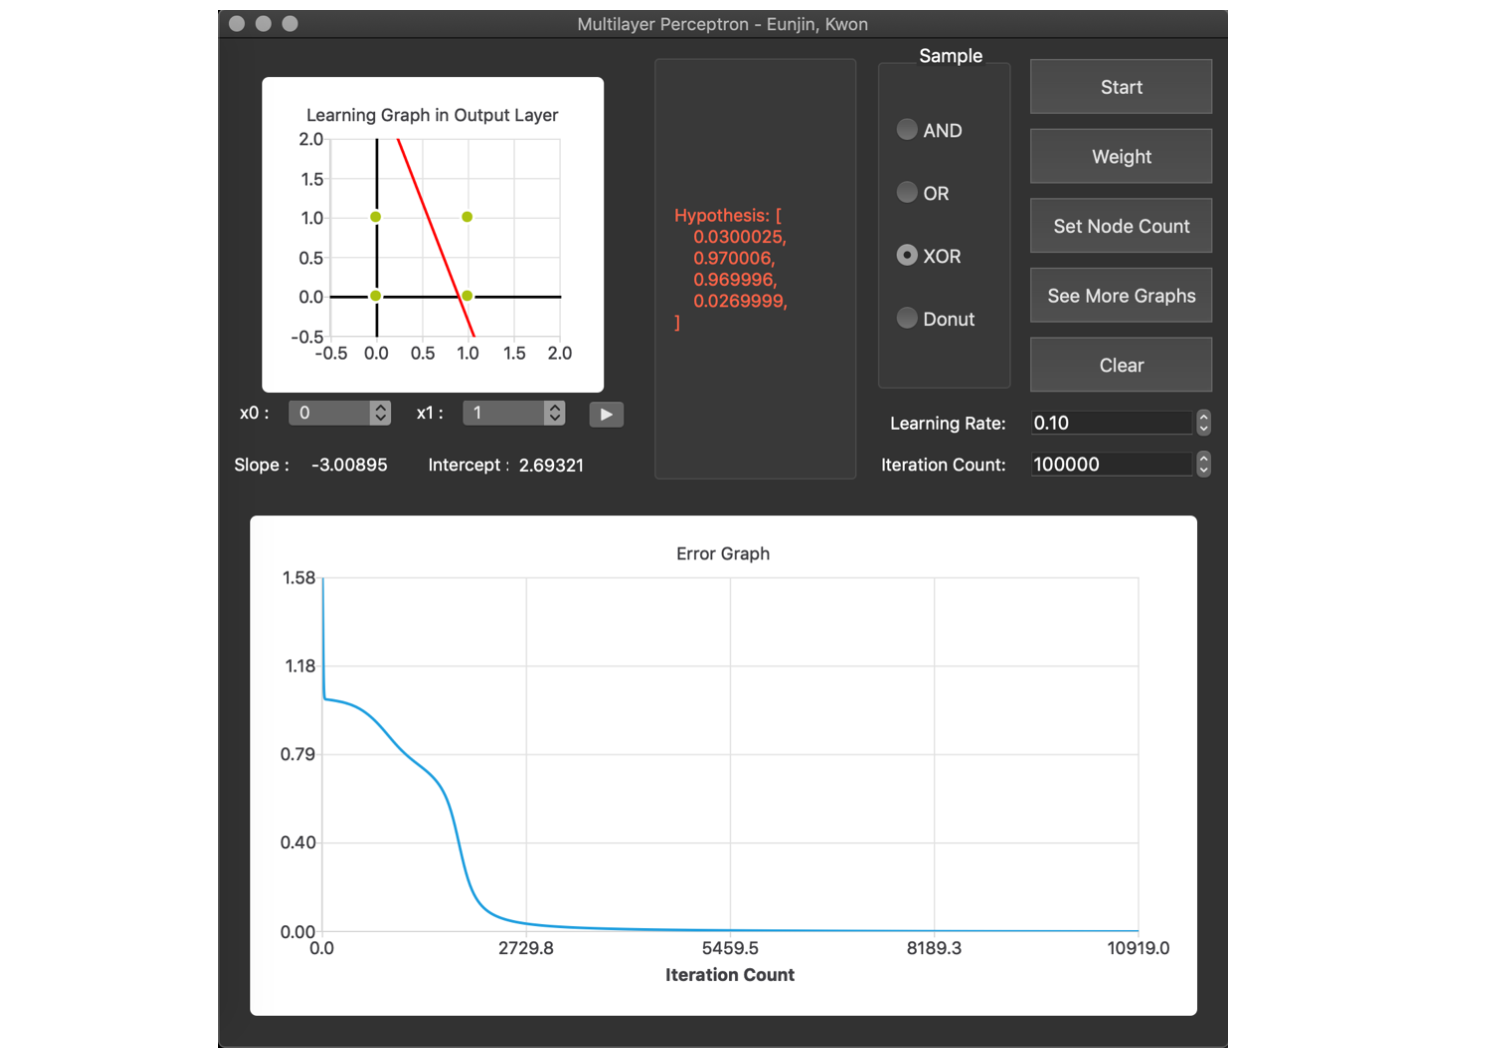 Multilayer Perceptron - Eunjin, Kwon
Learning Graph in Output Layer
2.0
1.5
1.0
0.5
0.0
-0.5
-0.5 0.0 0.5 1.0 1.5 2.0
x0 : 0 x1 : 1
Slope : -3.00895 Intercept : 2.69321
Hypothesis: [
0.0300025,
0.970006,
0.969996,
0.0269999,
]
Sample
AND
OR
XOR
Donut
Start
Weight
Set Node Count
See More Graphs
Clear
Learning Rate: 0.10
Iteration Count: 100000
Error Graph
1.58
1.18
0.79
0.40
0.00
0.0 2729.8 5459.5 8189.3 10919.0
Iteration Count